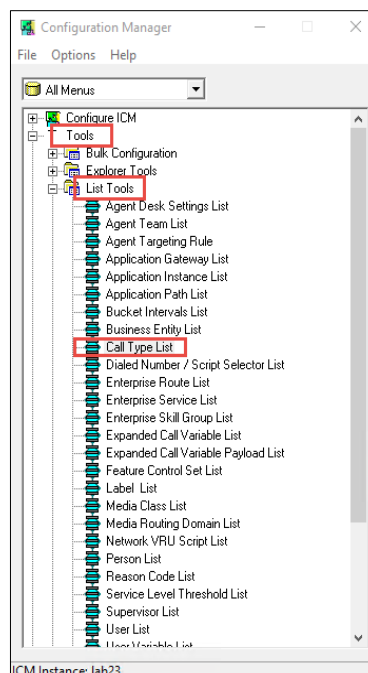 Configuration Manager
File Options Help
All Menus
Configure ICM
Tools
Bulk Configuration
Explorer Tools
List Tools
Agent Desk Settings List
Agent Team List
Agent Targeting Rule
Application Gateway List
Application Instance List
Application Path List
Bucket Intervals List
Business Entity List
Call Type List
Dialed Number / Script Selector List
Enterprise Route List
Enterprise Service List
Enterprise Skill Group List
Expanded Call Variable List
Expanded Call Variable Payload List
Feature Control Set List
Label List
Media Class List
Media Routing Domain List
Network VRU Script List
Person List
Reason Code List
Service Level Threshold List
Supervisor List
User List
User Variable List
ICM Instance: lab23